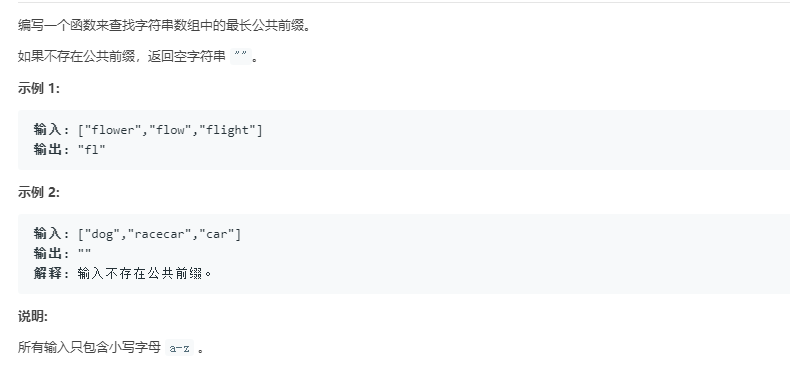 编写一个函数来查找字符串数组中的最长公共前缀。
如果不存在公共前缀，返回空字符串 ""。
示例 1:
输入: ["flower","flow","flight"]
输出: "fl"
示例 2:
输入: ["dog","racecar","car"]
输出: ""
解释: 输入不存在公共前缀。
说明:
所有输入只包含小写字母 a-z 。